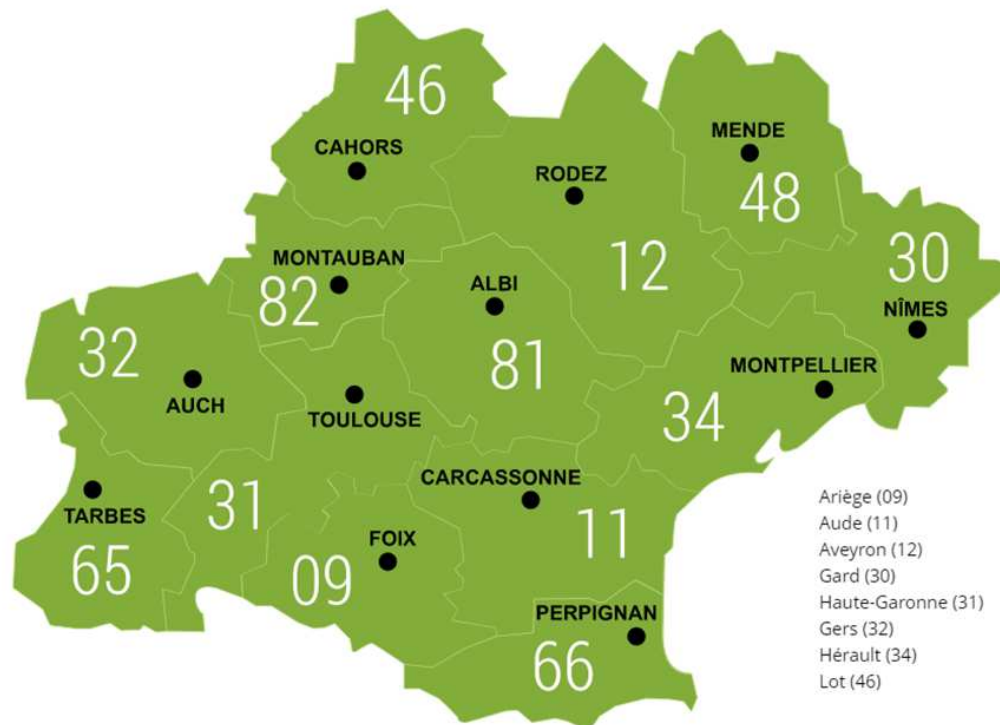 46
CAHORS
MENDE
RODEZ
48
30
MONTAUBAN
82
ALBI
12
NÎMES
32
81
MONTPELLIER
AUCH
TOULOUSE
34
CARCASSONNE
TARBES
31
11
FOIX
65
09
PERPIGNAN
66
Ariège (09)
Aude (11)
Aveyron (12)
Gard (30)
Haute-Garonne (31)
Gers (32)
Hérault (34)
Lot (46)